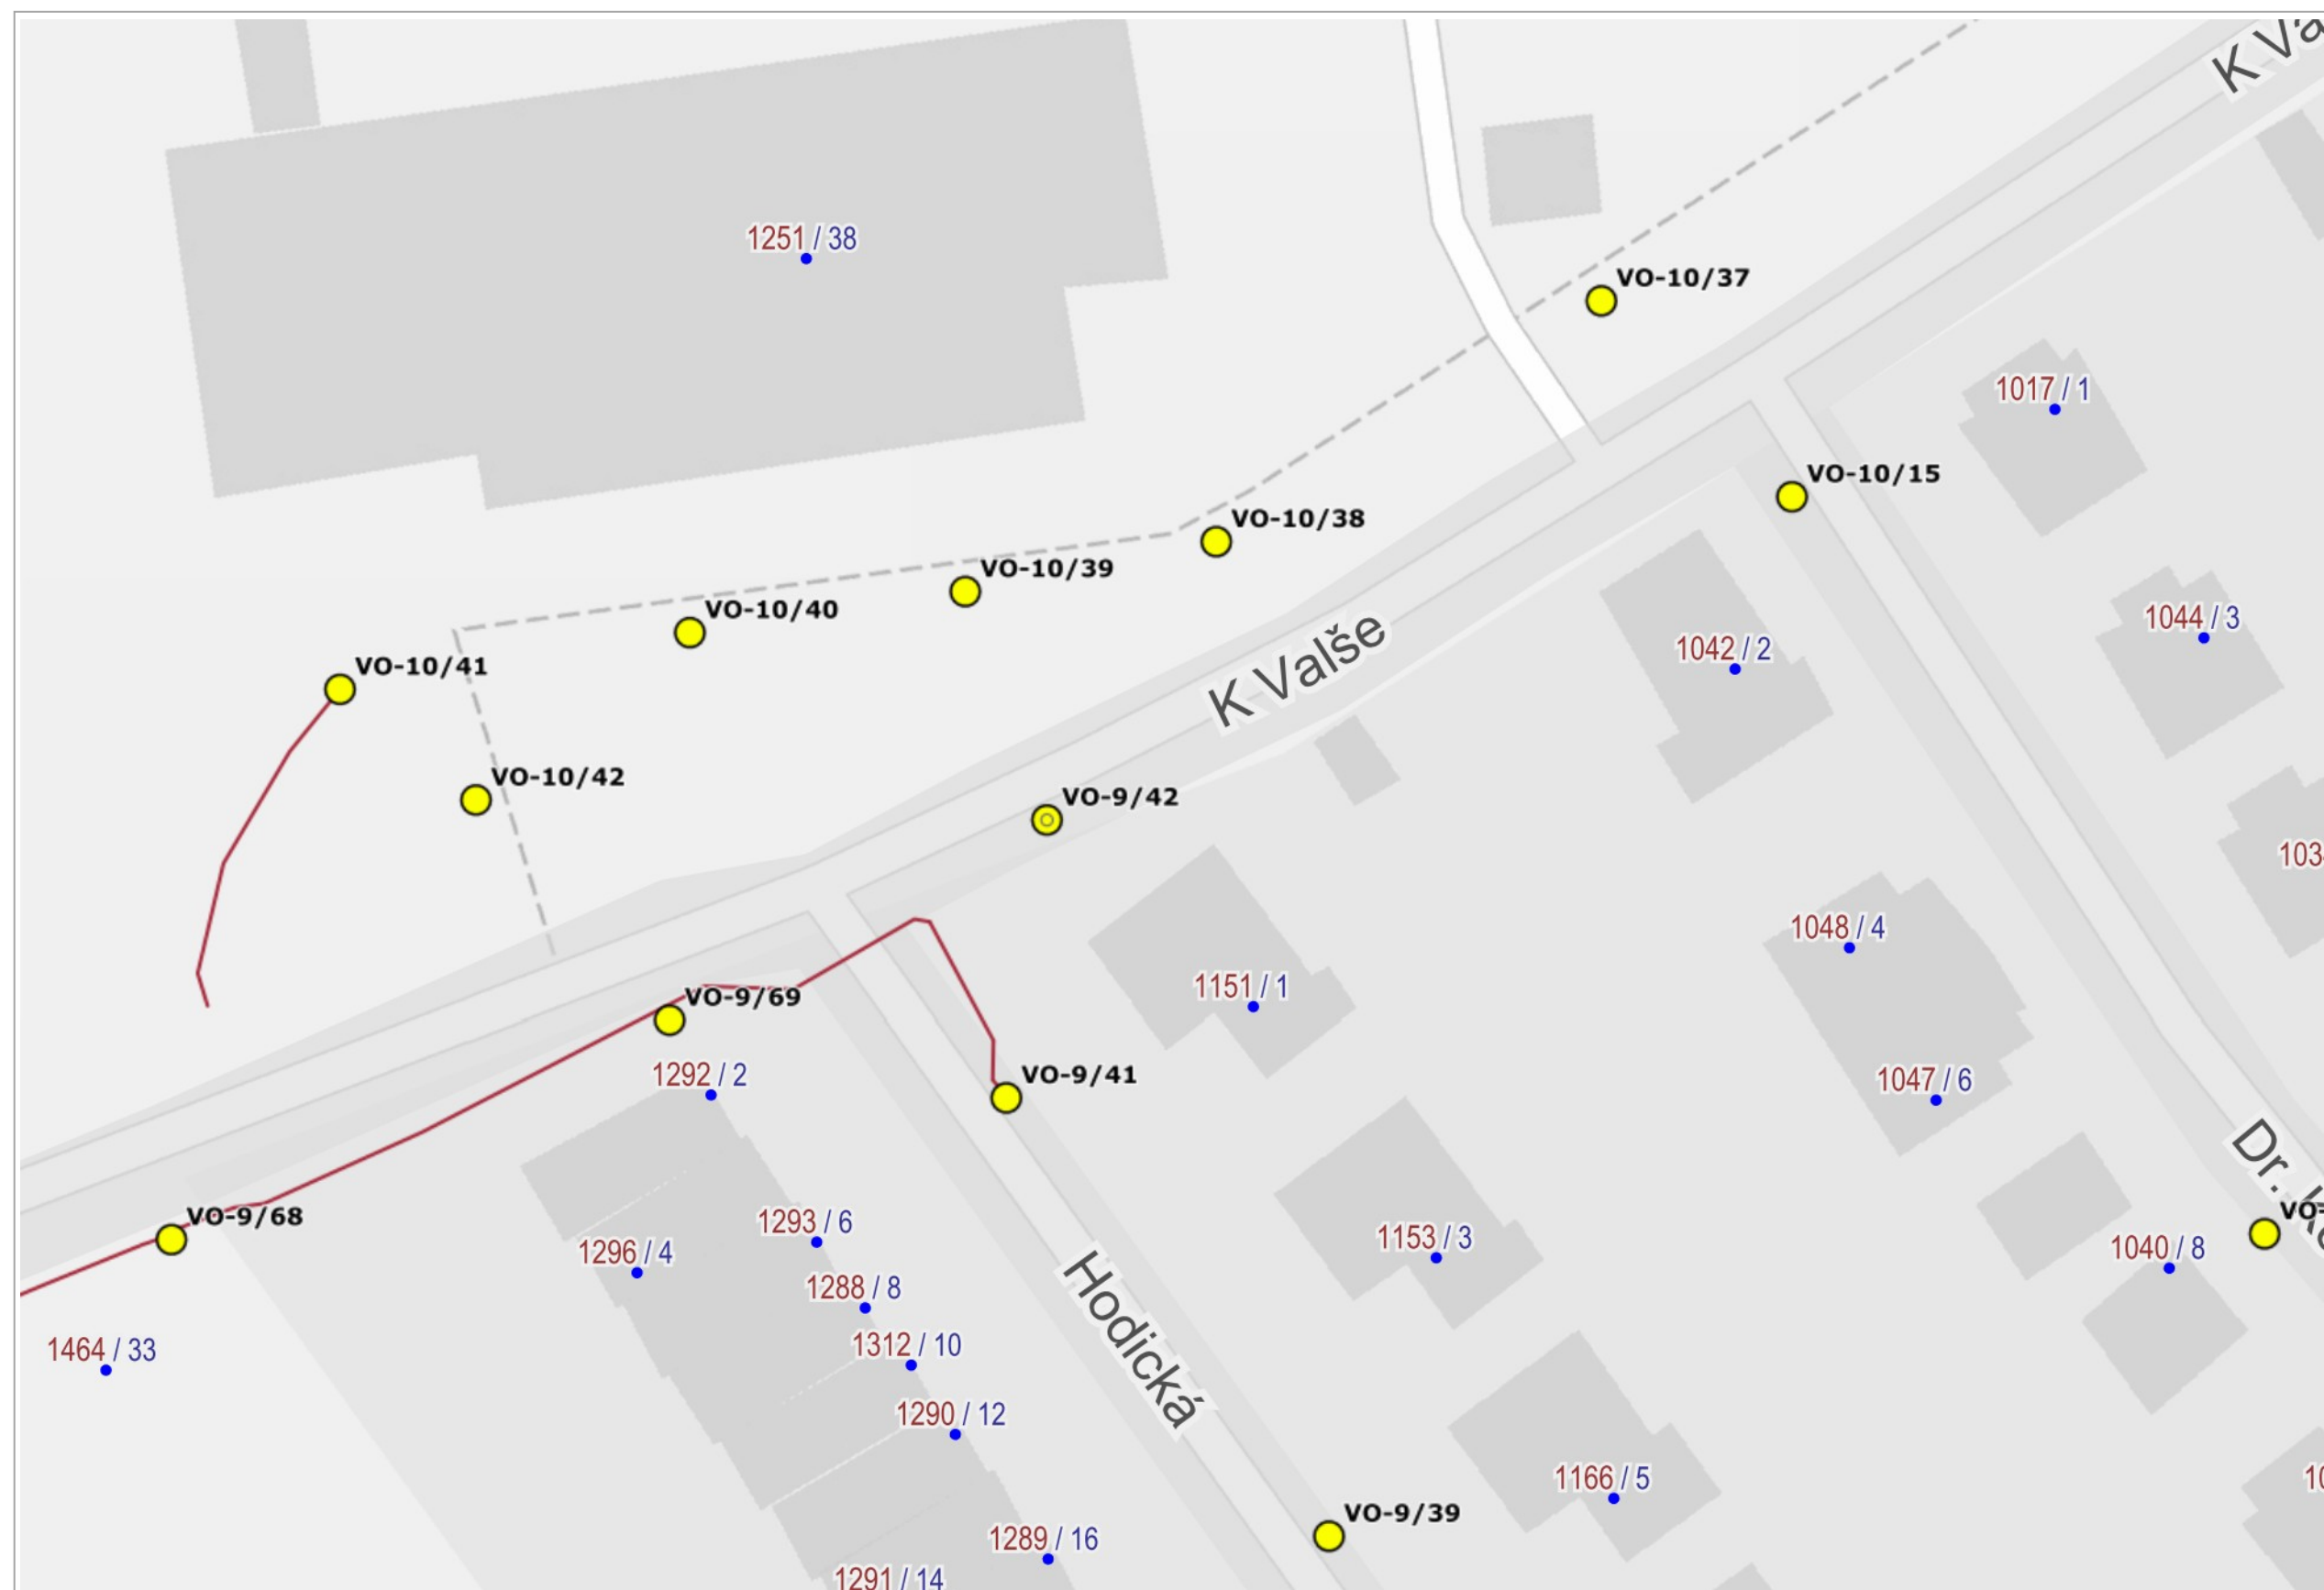 K Va
1251 / 38
VO-10/37
1017 / 1
VO-10/15
VO-10/38
VO-10/39
VO-10/40
1044 / 3
K Valše
1042 / 2
VO-10/41
VO-10/42
VO-9/42
103
1048 / 4
1151 / 1
VO-9/69
1292 / 2
VO-9/41
1047 / 6
Dr.
VO-9/68
VO-
1293 / 6
1296 / 4
1153 / 3
1040 / 8
1288 / 8
Hodická
1464 / 33
1312 / 10
1290 / 12
1166 / 5
10
VO-9/39
1289 / 16
1291 / 14